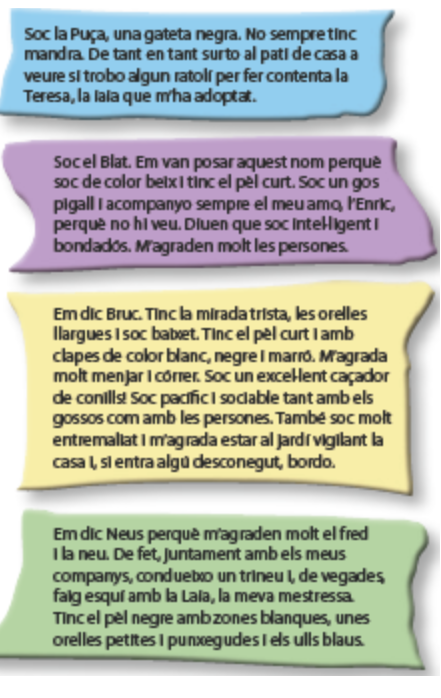 Soc la Puça, una gateta negra. No sempre tinc
mandra. De tant en tant surto al pati de casa a
veure si trobo algun ratolí per fer contenta la
Teresa, la iaia que m'ha adoptat.
Soc el Blat. Em van posar aquest nom perquè
soc de color beix i tinc el pèl curt. Soc un gos
pigall i acompanyo sempre el meu amo, l'Enric,
perquè no hi veu. Diuen que soc intel·ligent i
bondadós. M'agraden molt les persones.
Em dic Bruc. Tinc la mirada trista, les orelles
llargues i soc baixet. Tinc el pèl curt i amb
clapes de color blanc, negre i marró. M'agrada
molt menjar i córrer. Soc un excel·lent caçador
de conills! Soc pacífic i sociable tant amb els
gossos com amb les persones. També soc molt
entremaliat i m'agrada estar al jardí vigilant la
casa i, si entra algú desconegut, bordo.
Em dic Neus perquè m'agraden molt el fred
i la neu. De fet, juntament amb els meus
companys, condueixo un trineu i, de vegades,
faig esquí amb la Laia, la meva mestressa.
Tinc el pèl negre amb zones blanques, unes
orelles petites i punxegudes i els ulls blaus.